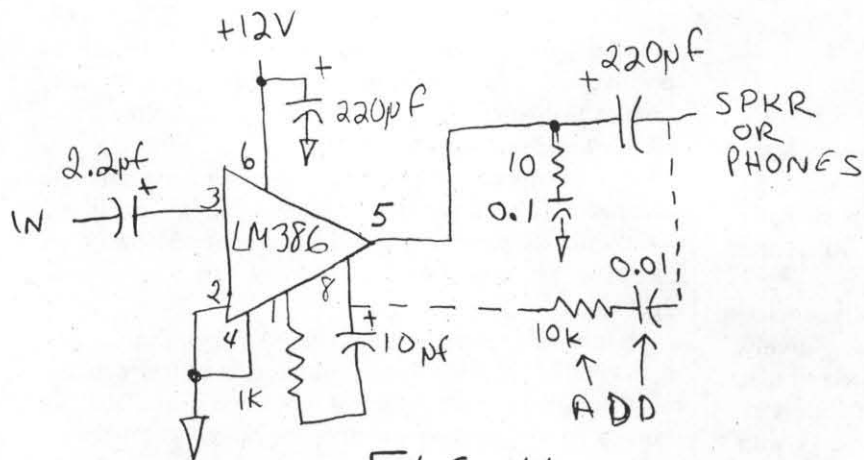 +12V
+
220µf
+ 220µf
SPKR
OR
PHONES
2.2µf
+
6
IN
3
LM386
5
10
0.1
2
4
1
8
+
10µf
1K
10K
0.01
ADD